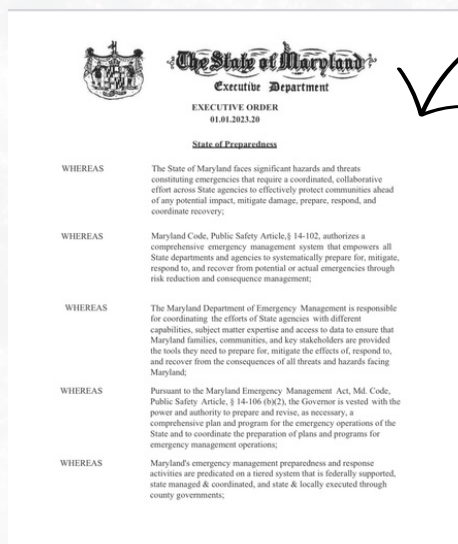 The State of Maryland
Executive Department
EXECUTIVE ORDER
01.01.2023.20
State of Preparedness
WHEREAS The State of Maryland faces significant hazards and threats
constituting emergencies that require a coordinated, collaborative
effort across State agencies to effectively protect communities ahead
of any potential impact, mitigate damage, prepare, respond, and
coordinate recovery;
WHEREAS Maryland Code, Public Safety Article,§ 14-102, authorizes a
comprehensive emergency management system that empowers all
State departments and agencies to systematically prepare for, mitigate,
respond to, and recover from potential or actual emergencies through
risk reduction and consequence management;
WHEREAS The Maryland Department of Emergency Management is responsible
for coordinating the efforts of State agencies with different
capabilities, subject matter expertise and access to data to ensure that
Maryland families, communities, and key stakeholders are provided
the tools they need to prepare for, mitigate the effects of, respond to,
and recover from the consequences of all threats and hazards facing
Maryland;
WHEREAS Pursuant to the Maryland Emergency Management Act, Md. Code,
Public Safety Article, § 14-106 (b)(2), the Governor is vested with the
power and authority to prepare and revise, as necessary, a
comprehensive plan and program for the emergency operations of the
State and to coordinate the preparation of plans and programs for
emergency management operations;
WHEREAS Maryland's emergency management preparedness and response
activities are predicated on a tiered system that is federally supported,
state managed & coordinated, and state & locally executed through
county governments;